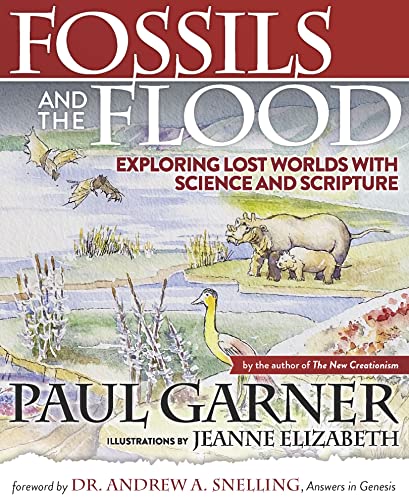 FOSSILS
AND THE FLOOD
EXPLORING LOST WORLDS WITH
SCIENCE AND SCRIPTURE
by the author of The New Creationism
PAUL GARNER
ILLUSTRATIONS BY JEANNE ELIZABETH
foreword by DR. ANDREW A. SNELLING, Answers in Genesis